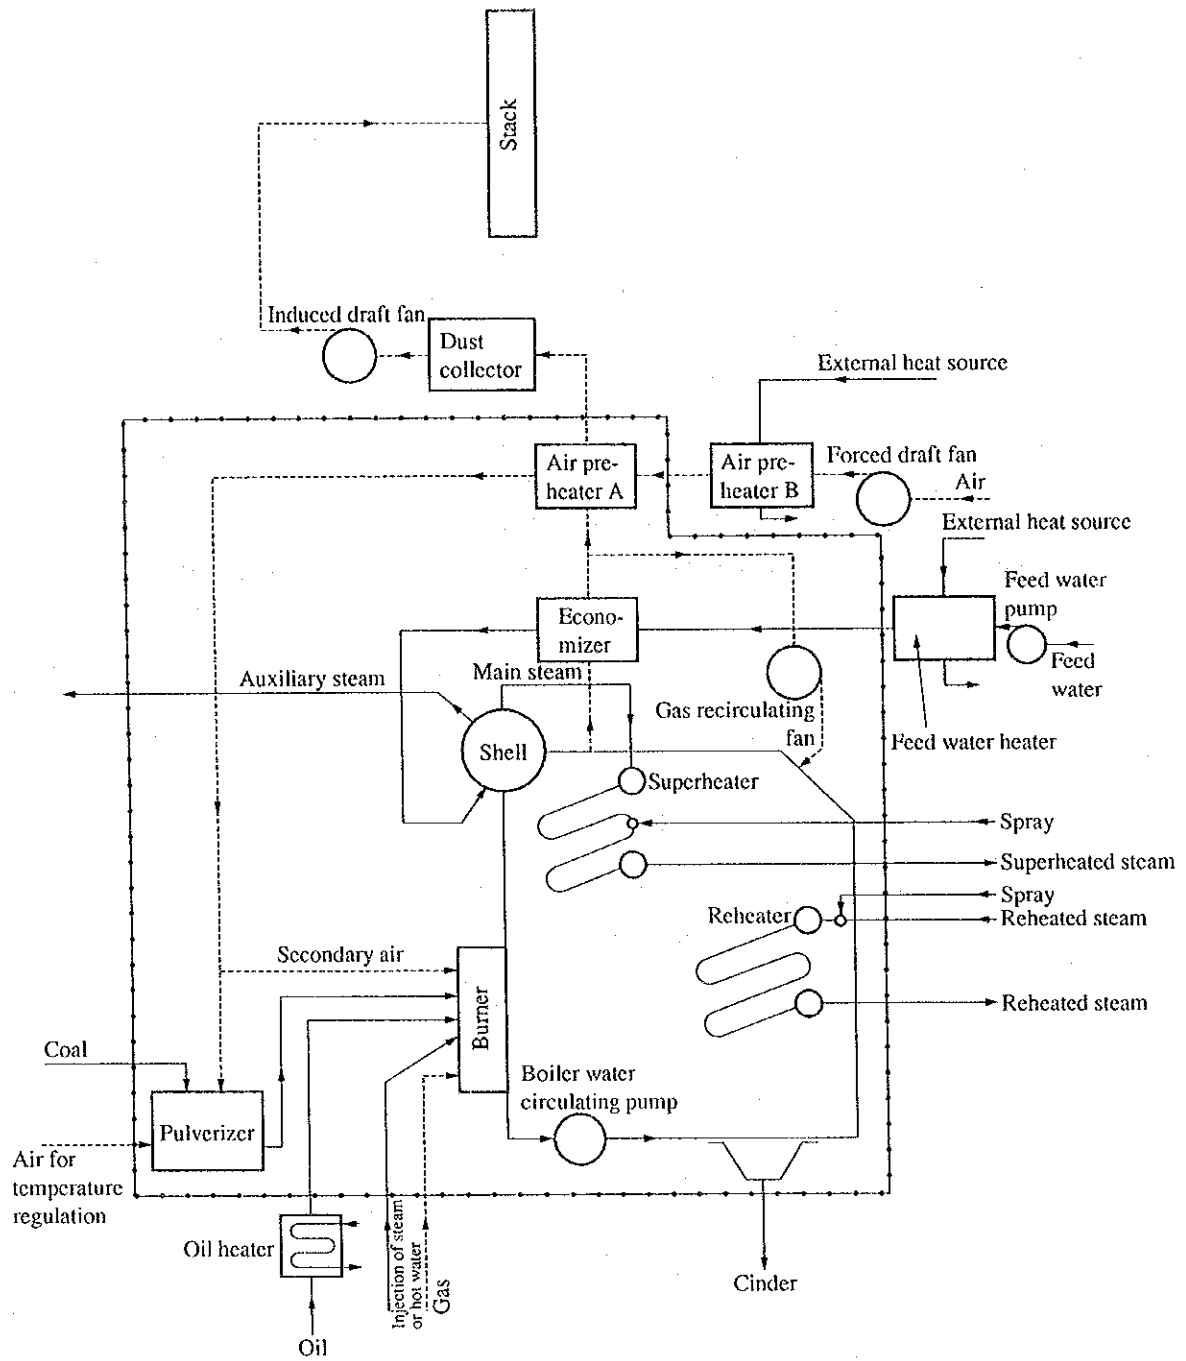 Stack
Induced draft fan
Dust
collector
External heat source
Air pre-
heater A
Air pre-
heater B
Forced draft fan
Air
External heat source
Feed water
pump
Feed
water
Feed water heater
Econo-
mizer
Main steam
Auxiliary steam
Gas recirculating
fan
Shell
Superheater
Spray
Superheated steam
Spray
Reheater
Reheated steam
Reheated steam
Secondary air
Burner
Coal
Pulverizer
Boiler water
circulating pump
Air for
temperature
regulation
Oil heater
Injection of steam
or hot water
Gas
Cinder
Oil